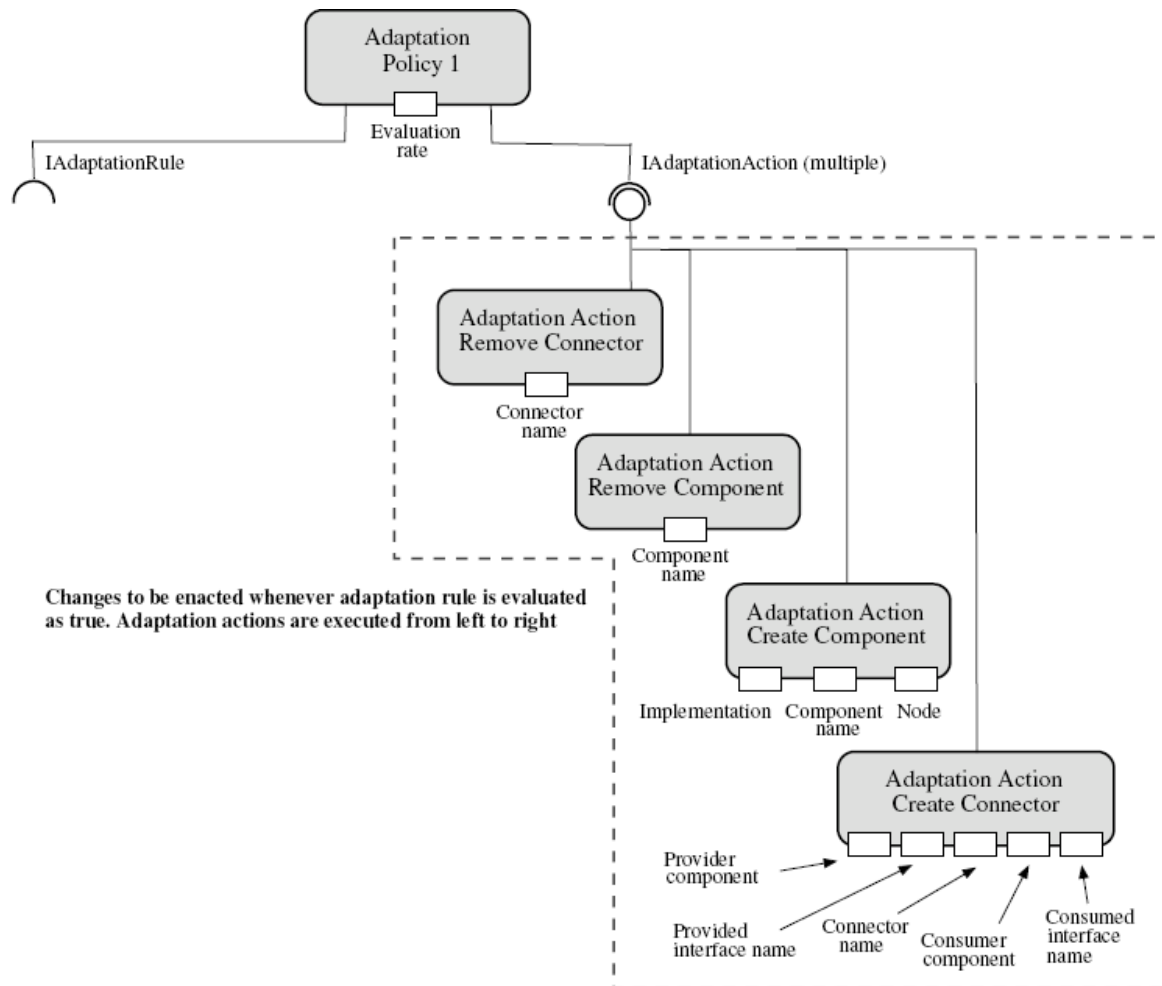 Adaptation
Policy 1
Evaluation
rate
IAdaptationRule
IAdaptationAction (multiple)
Adaptation Action
Remove Connector
Connector
name
Adaptation Action
Remove Component
Component
name
Changes to be enacted whenever adaptation rule is evaluated
as true. Adaptation actions are executed from left to right
Adaptation Action
Create Component
Implementation
Component
name
Node
Adaptation Action
Create Connector
Provider
component
Provided
interface name
Connector
name
Consumer
component
Consumed
interface
name